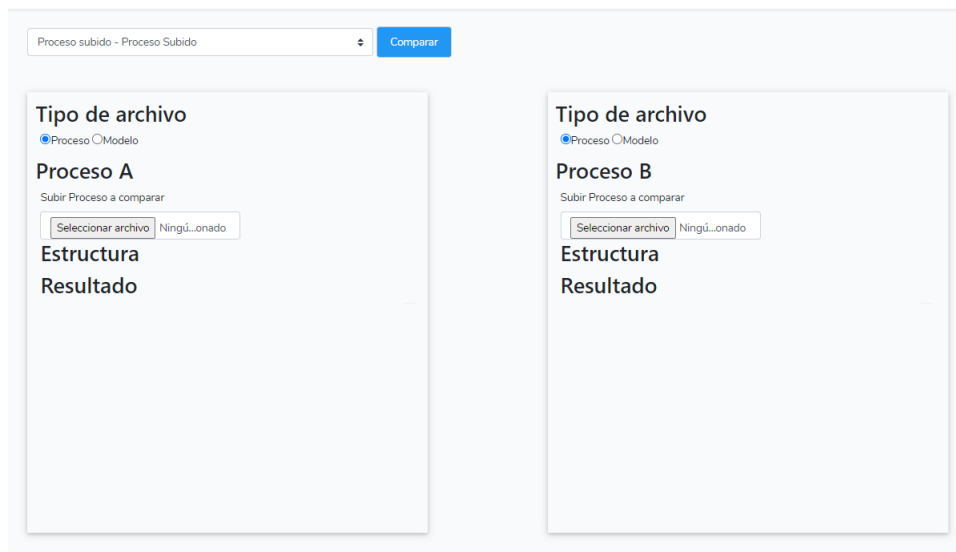 Proceso subido - Proceso Subido
Comparar
Tipo de archivo
Proceso Modelo
Proceso A
Subir Proceso a comparar
Seleccionar archivo Ningú...onado
Estructura
Resultado
Tipo de archivo
Proceso Modelo
Proceso B
Subir Proceso a comparar
Seleccionar archivo Ningú...onado
Estructura
Resultado